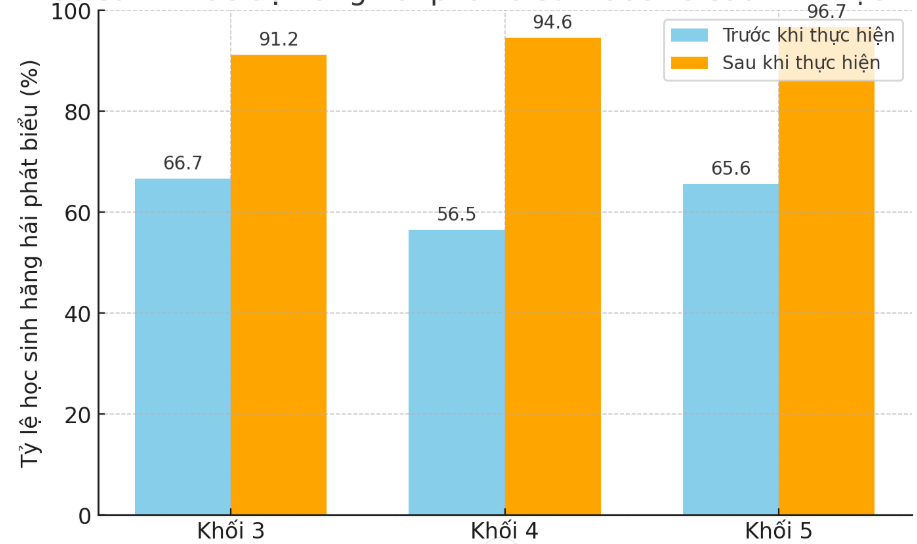 96.7
100
94.6
91.2
Trước khi thực hiện
Sau khi thực hiện
80
66.7
65.6
60
56.5
40
20
0
Tỷ lệ học sinh hăng hái phát biểu (%)
Khối 3
Khối 4
Khối 5